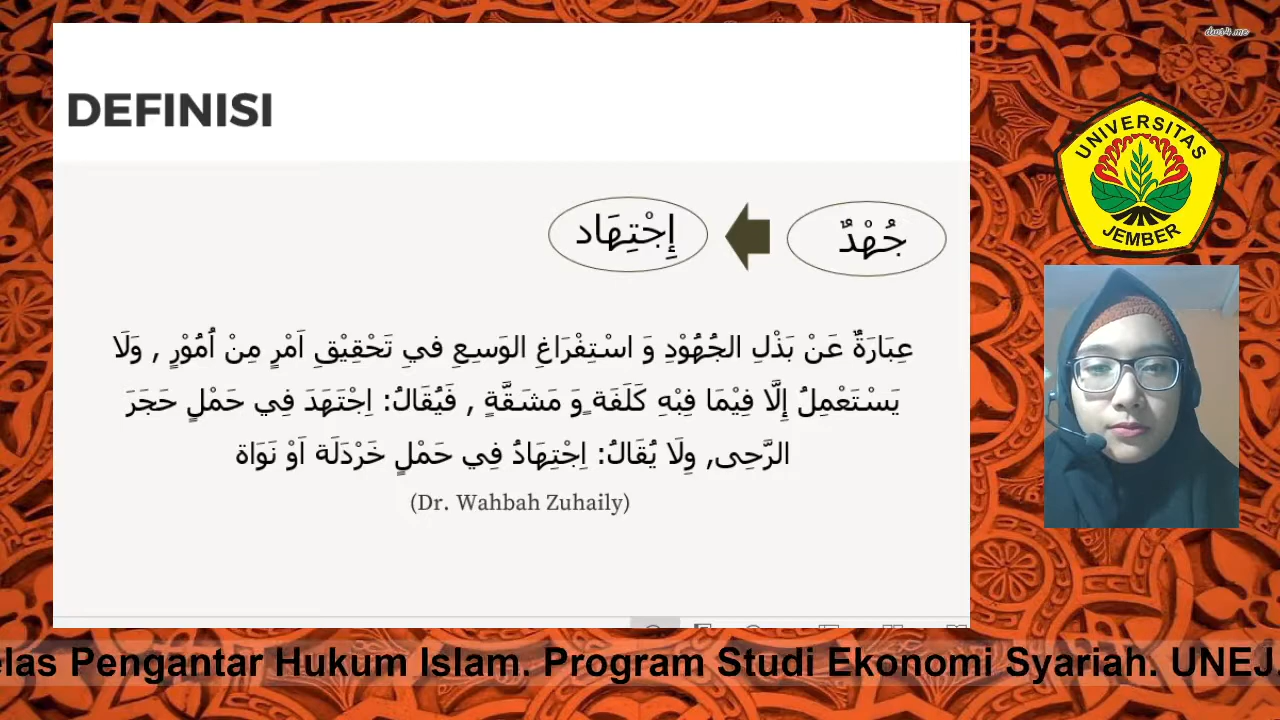 DEFINISI
جُهْدٌ
إِجْتِهَاد
عِبَارَةٌ عَنْ بَذْلِ الجُهُوْدِ وَ اسْتِفْرَاغِ الوَسِعِ فيِ تَحْقِيْقِ اَمْرٍ مِنْ اُمُوْرٍ , وَلَا
يَسْتَعْمِلُ إِلَّا فِيْمَا فِبْهِ كَلَفَة ٍوَ مَشَقَّةٍ , فَيُقَالُ: اِجْتَهَدَ فِي حَمْلٍ حَجَرَ
الرَّحِى, وِلَا يُقَالُ: اِجْتِهَادُ فِي حَمْلٍ خَرْدَلَة اَوْ نَوَاة
(Dr. Wahbah Zuhaily)
UNIVERSITAS
JEMBER
elas Pengantar Hukum Islam. Program Studi Ekonomi Syariah. UNEJ.